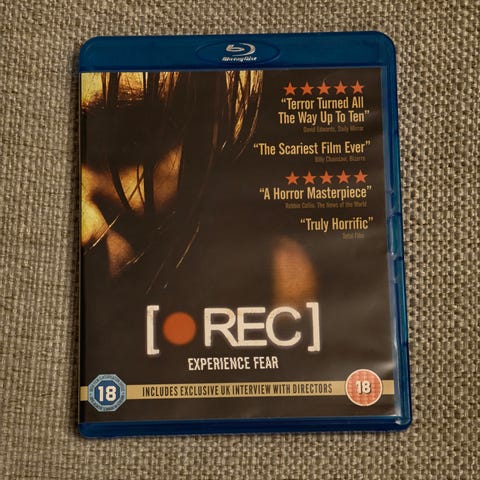 Blu-ray Disc
"Terror Turned All
The Way Up To Ten"
David Edwards, Daily Mirror
"The Scariest Film Ever"
Billy Chainsaw, Bizarre
"A Horror Masterpiece"
Robbie Collin, The News of the World
"Truly Horrific"
Total Film
[● REC]
EXPERIENCE FEAR
18
INCLUDES EXCLUSIVE UK INTERVIEW WITH DIRECTORS
18